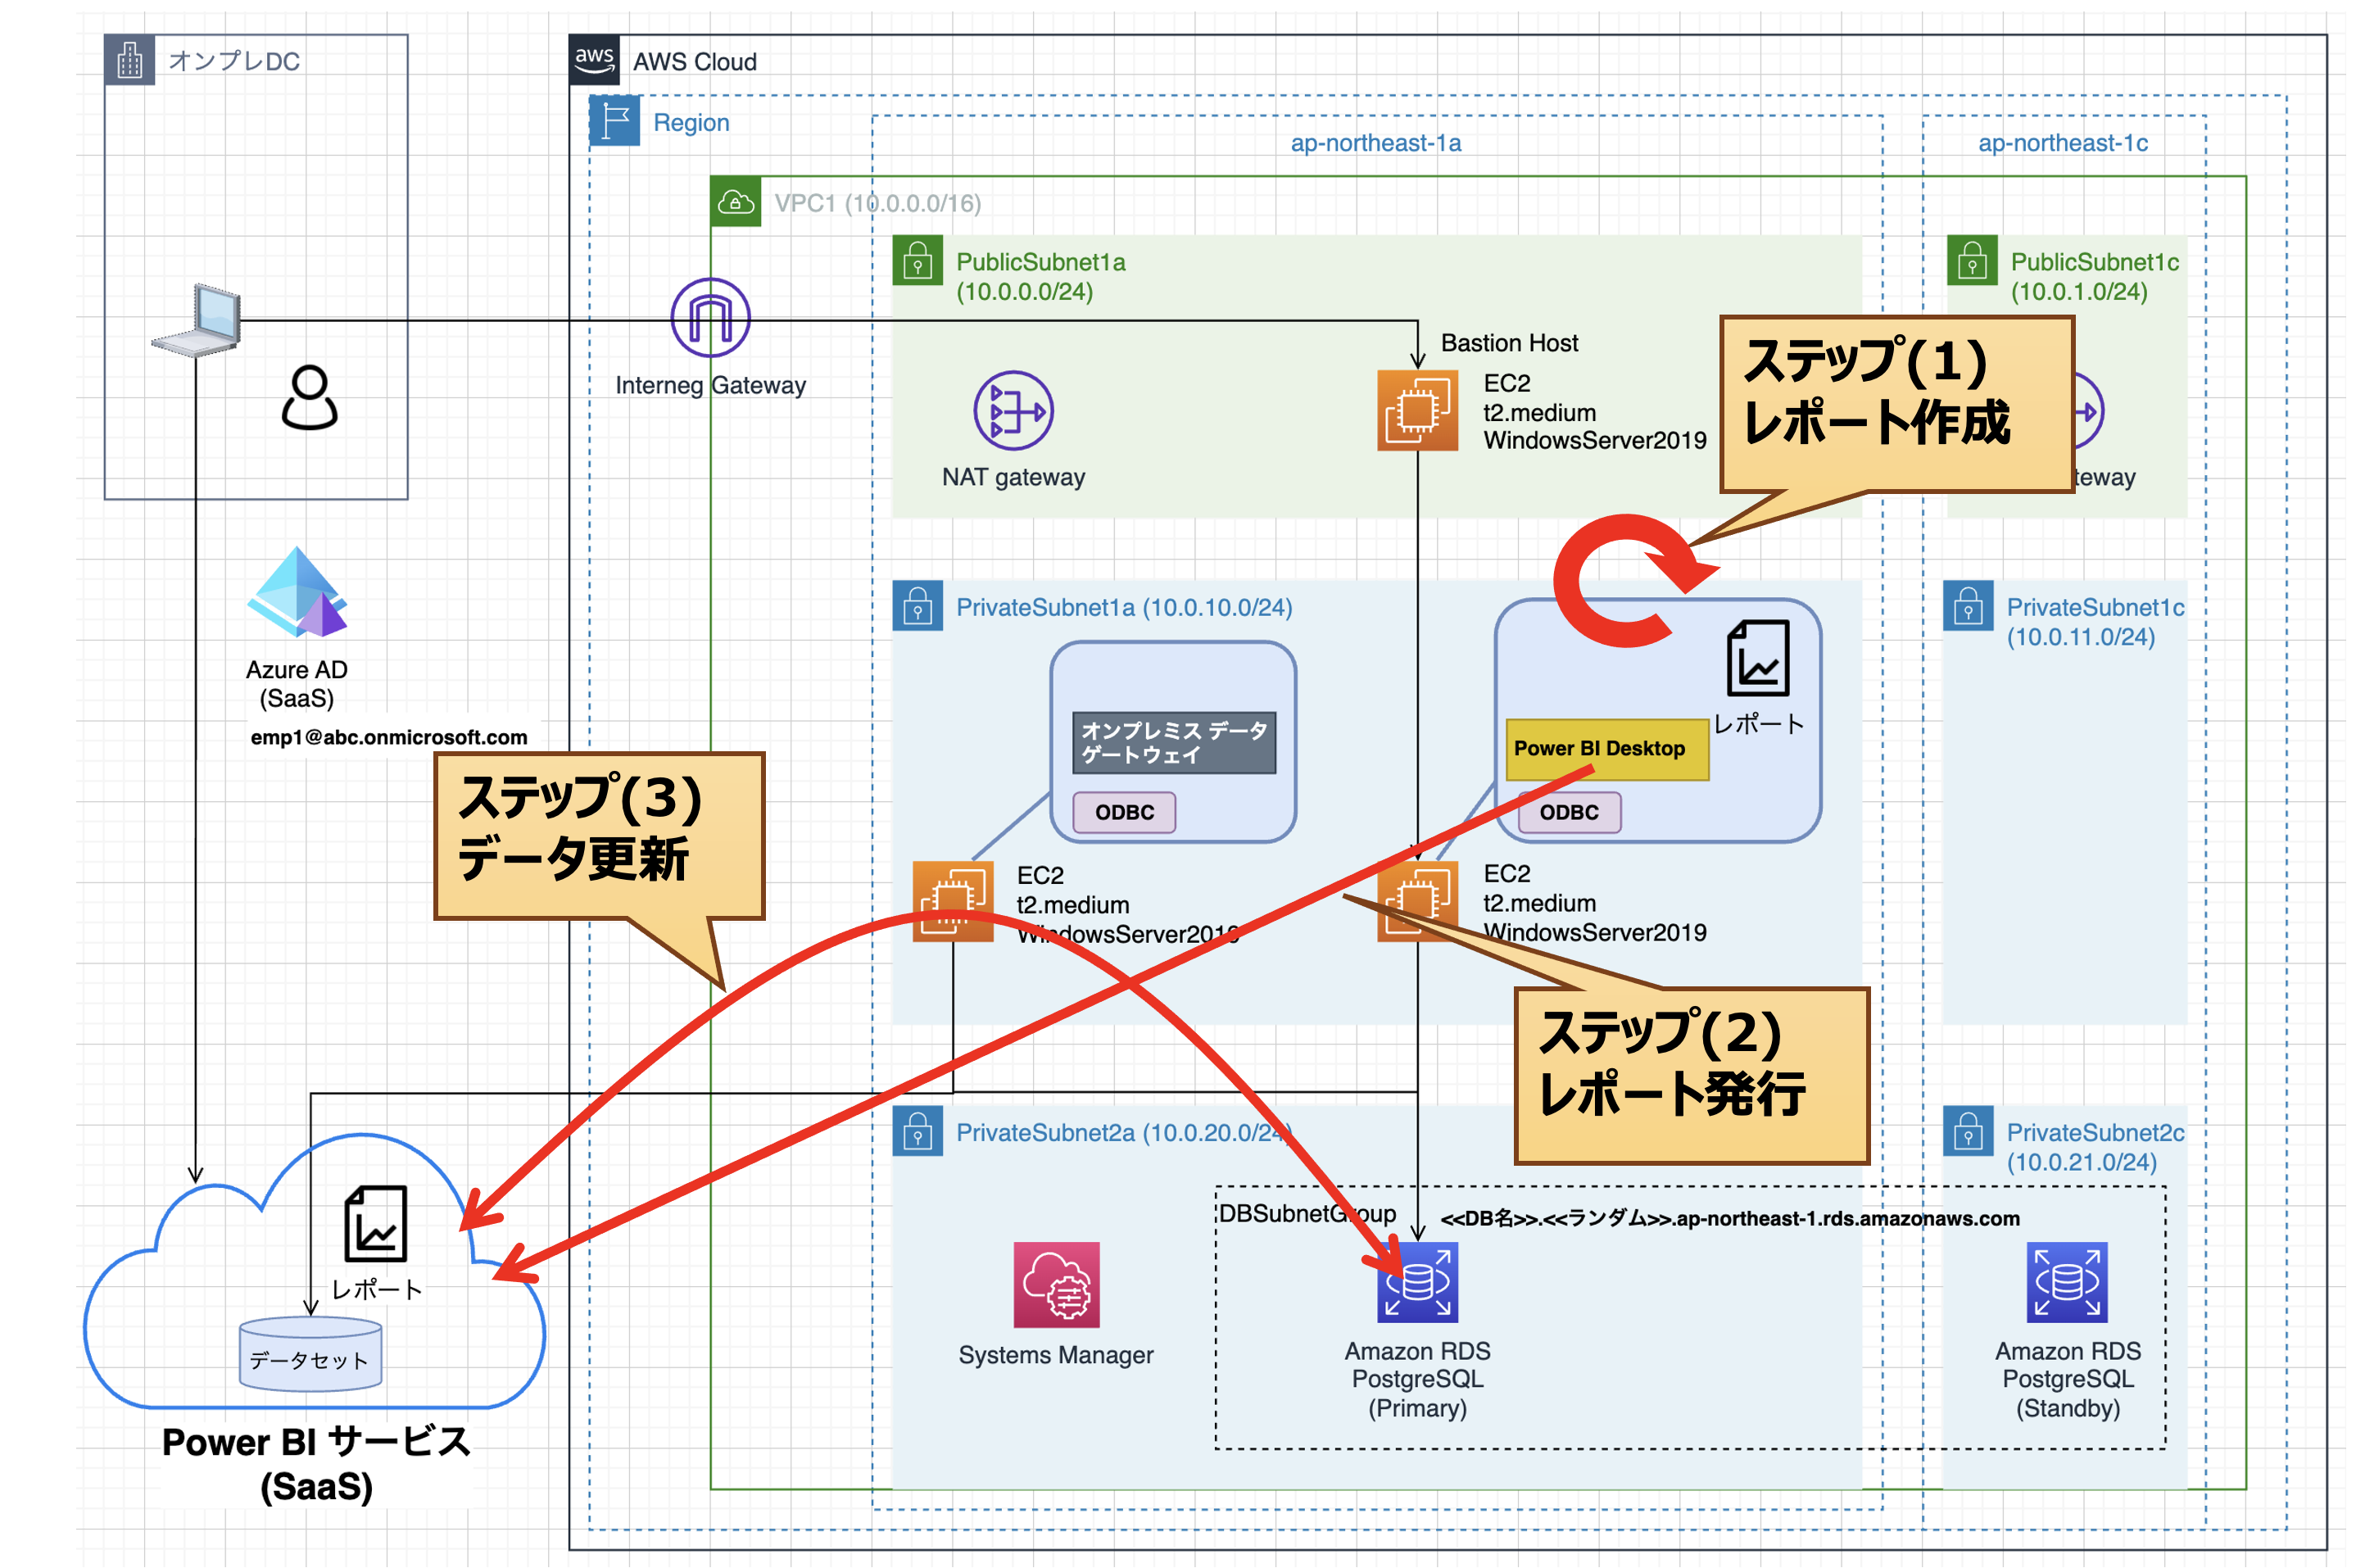 オンプレDC
aws
AWS Cloud
Region
ap-northeast-1a
ap-northeast-1c
VPC1 (10.0.0.0/16)
PublicSubnet1a
(10.0.0.0/24)
PublicSubnet1c
(10.0.1.0/24)
Interneg Gateway
NAT gateway
Bastion Host
EC2
t2.medium
WindowsServer2019
ステップ(1)
レポート作成
teway
Azure AD
(SaaS)
emp1@abc.onmicrosoft.com
PrivateSubnet1a (10.0.10.0/24)
PrivateSubnet1c
(10.0.11.0/24)
オンプレミス データ
ゲートウェイ
ODBC
レポート
Power BI Desktop
ODBC
ステップ(3)
データ更新
EC2
t2.medium
WindowsServer2019
EC2
t2.medium
WindowsServer2019
ステップ(2)
レポート発行
PrivateSubnet2a (10.0.20.0/24)
PrivateSubnet2c
(10.0.21.0/24)
DBSubnetGroup
<<DB名>>.<<ランダム>>.ap-northeast-1.rds.amazonaws.com
レポート
データセット
Power BI サービス
(SaaS)
Systems Manager
Amazon RDS
PostgreSQL
(Primary)
Amazon RDS
PostgreSQL
(Standby)